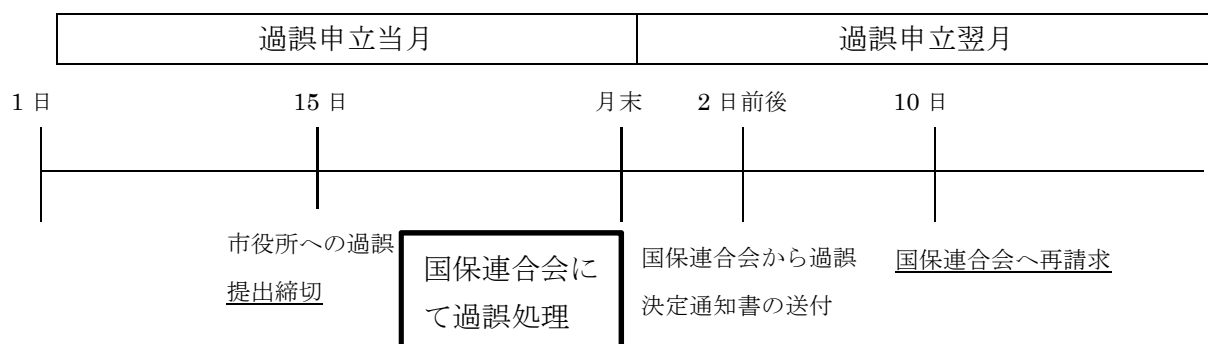 過誤申立当月
過誤申立翌月
1日
15日
月末
2日前後
10日
市役所への過誤
提出締切
国保連合会に
て過誤処理
国保連合会から過誤
決定通知書の送付
国保連合会へ再請求